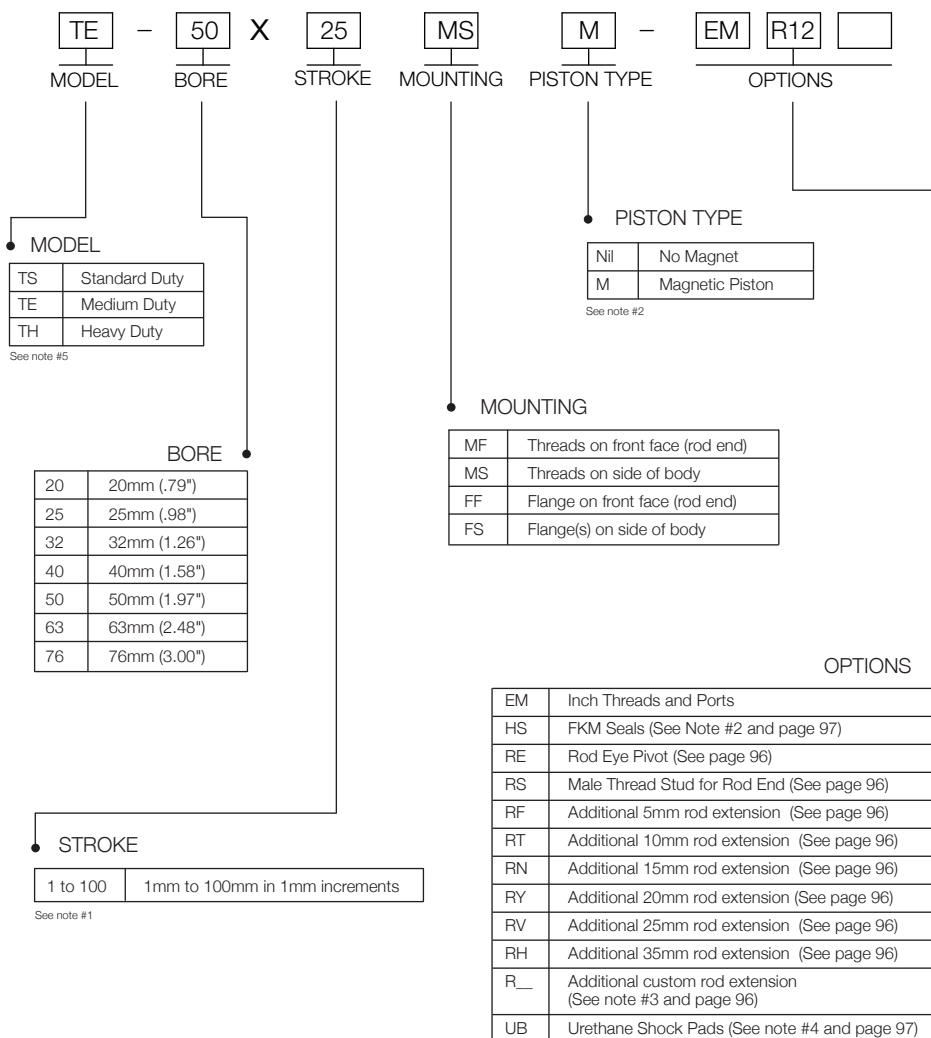 TE – 50 X 25 MS M – EM R12
MODEL BORE STROKE MOUNTING PISTON TYPE OPTIONS
PISTON TYPE
Nil No Magnet
M Magnetic Piston
See note #2
MODEL
TS Standard Duty
TE Medium Duty
TH Heavy Duty
See note #5
MOUNTING
MF Threads on front face (rod end)
MS Threads on side of body
FF Flange on front face (rod end)
FS Flange(s) on side of body
BORE
20 20mm (.79")
25 25mm (.98")
32 32mm (1.26")
40 40mm (1.58")
50 50mm (1.97")
63 63mm (2.48")
76 76mm (3.00")
OPTIONS
EM Inch Threads and Ports
HS FKM Seals (See Note #2 and page 97)
RE Rod Eye Pivot (See page 96)
RS Male Thread Stud for Rod End (See page 96)
RF Additional 5mm rod extension (See page 96)
RT Additional 10mm rod extension (See page 96)
RN Additional 15mm rod extension (See page 96)
RY Additional 20mm rod extension (See page 96)
RV Additional 25mm rod extension (See page 96)
RH Additional 35mm rod extension (See page 96)
R__ Additional custom rod extension
(See note #3 and page 96)
UB Urethane Shock Pads (See note #4 and page 97)
STROKE
1 to 100 1mm to 100mm in 1mm increments
See note #1